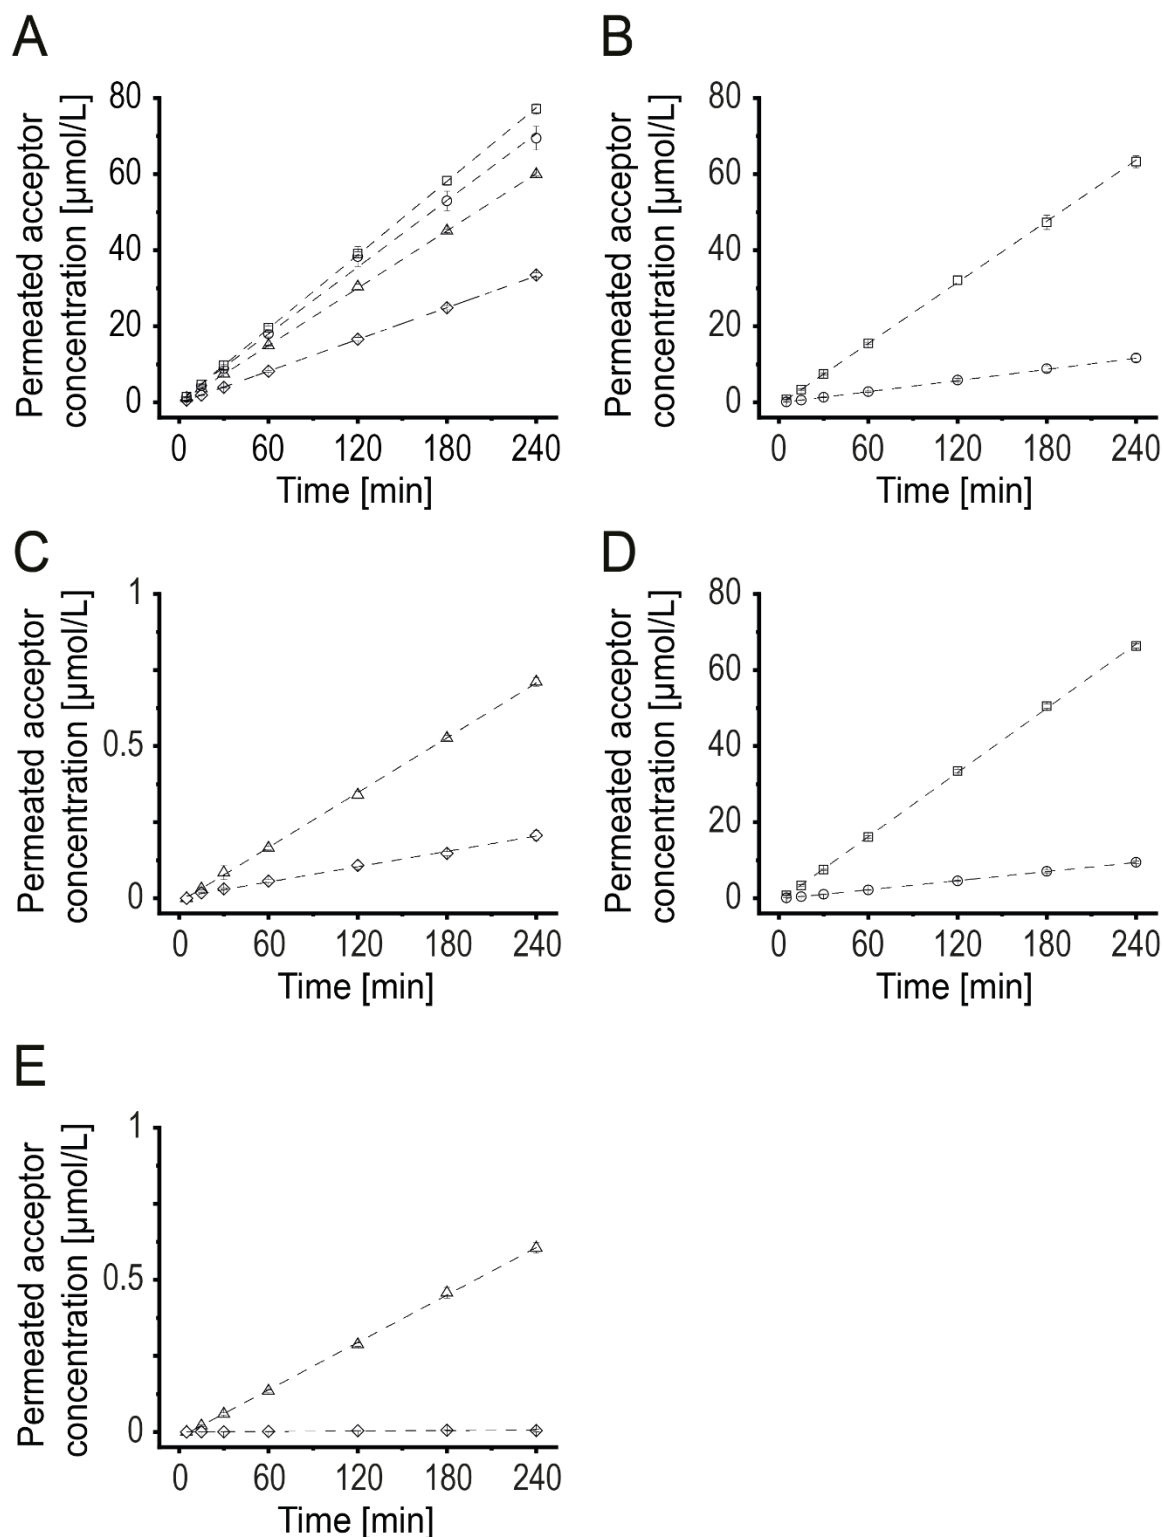 A
Permeated acceptor
concentration [µmol/L]
80
60
40
20
0
0 60 120 180 240
Time [min]
B
Permeated acceptor
concentration [µmol/L]
80
60
40
20
0
0 60 120 180 240
Time [min]
C
Permeated acceptor
concentration [µmol/L]
1
0.5
0
0 60 120 180 240
Time [min]
D
Permeated acceptor
concentration [µmol/L]
80
60
40
20
0
0 60 120 180 240
Time [min]
E
Permeated acceptor
concentration [µmol/L]
1
0.5
0
0 60 120 180 240
Time [min]